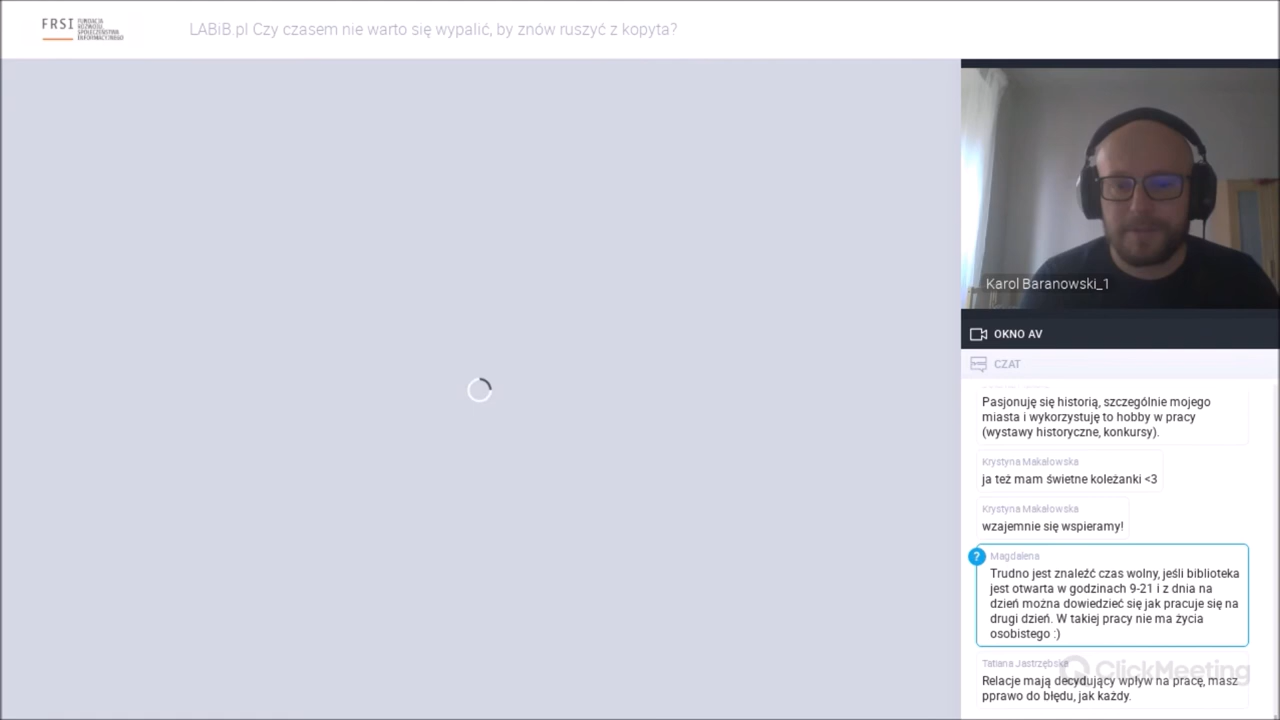 FRSI FUNDACJA
ROZWOJU
SPOŁECZEŃSTWA
INFORMACYJNEGO
LABiB.pl Czy czasem nie warto się wypalić, by znów ruszyć z kopyta?
Karol Baranowski_1
OKNO AV
CZAT
Pasjonuję się historią, szczególnie mojego
miasta i wykorzystuję to hobby w pracy
(wystawy historyczne, konkursy).
Krystyna Makałowska
ja też mam świetne koleżanki <3
Krystyna Makałowska
wzajemnie się wspieramy!
?
Magdalena
Trudno jest znaleźć czas wolny, jeśli biblioteka
jest otwarta w godzinach 9-21 i z dnia na
dzień można dowiedzieć się jak pracuje się na
drugi dzień. W takiej pracy nie ma życia
osobistego :)
Tatiana Jastrzębska
ClickMeeting
Relacje mają decydujący wpływ na pracę, masz
pprawo do błędu, jak każdy.